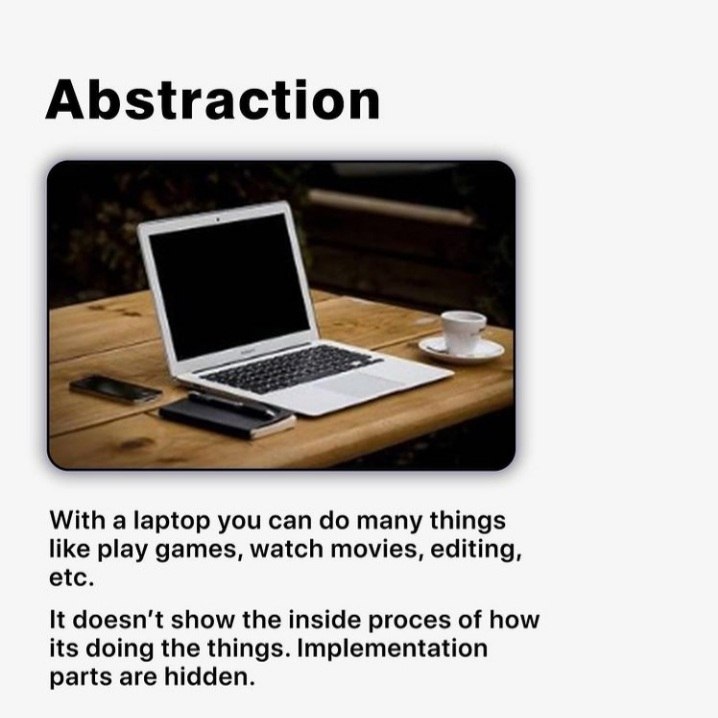 Abstraction
With a laptop you can do many things
like play games, watch movies, editing,
etc.
It doesn’t show the inside proces of how
its doing the things. Implementation
parts are hidden.